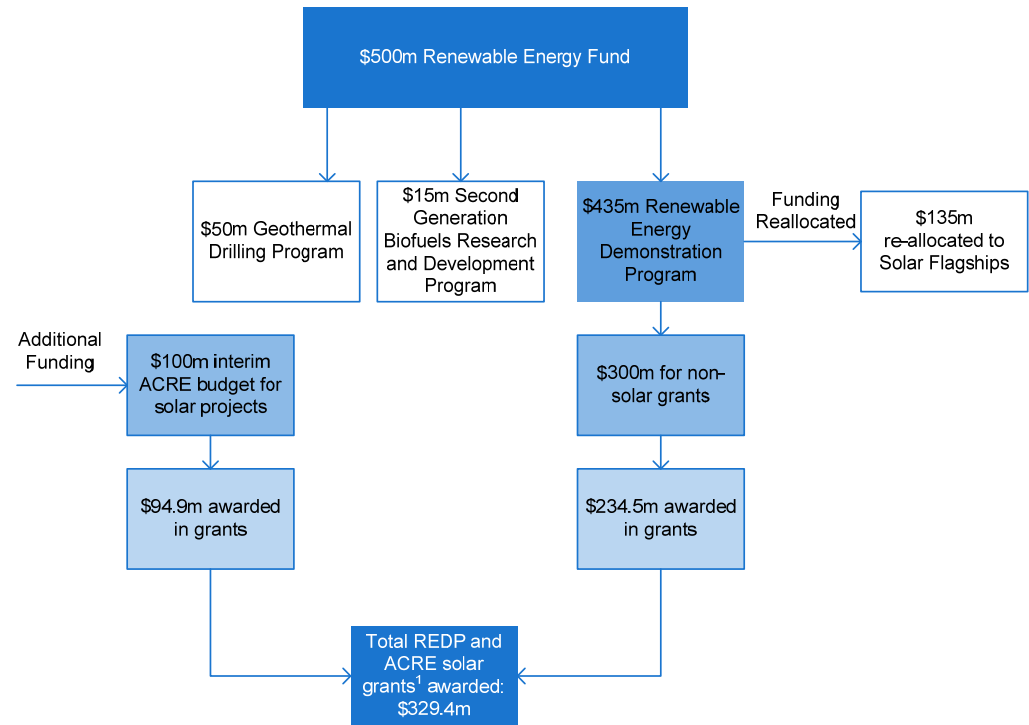 $500m Renewable Energy Fund
$50m Geothermal
Drilling Program
$15m Second
Generation
Biofuels Research
and Development
Program
$435m Renewable
Energy
Demonstration
Program
Funding
Reallocated
$135m
re-allocated to
Solar Flagships
Additional
Funding
$100m interim
ACRE budget for
solar projects
$300m for non-
solar grants
$94.9m awarded
in grants
$234.5m awarded
in grants
Total REDP and
ACRE solar
grants¹ awarded:
$329.4m